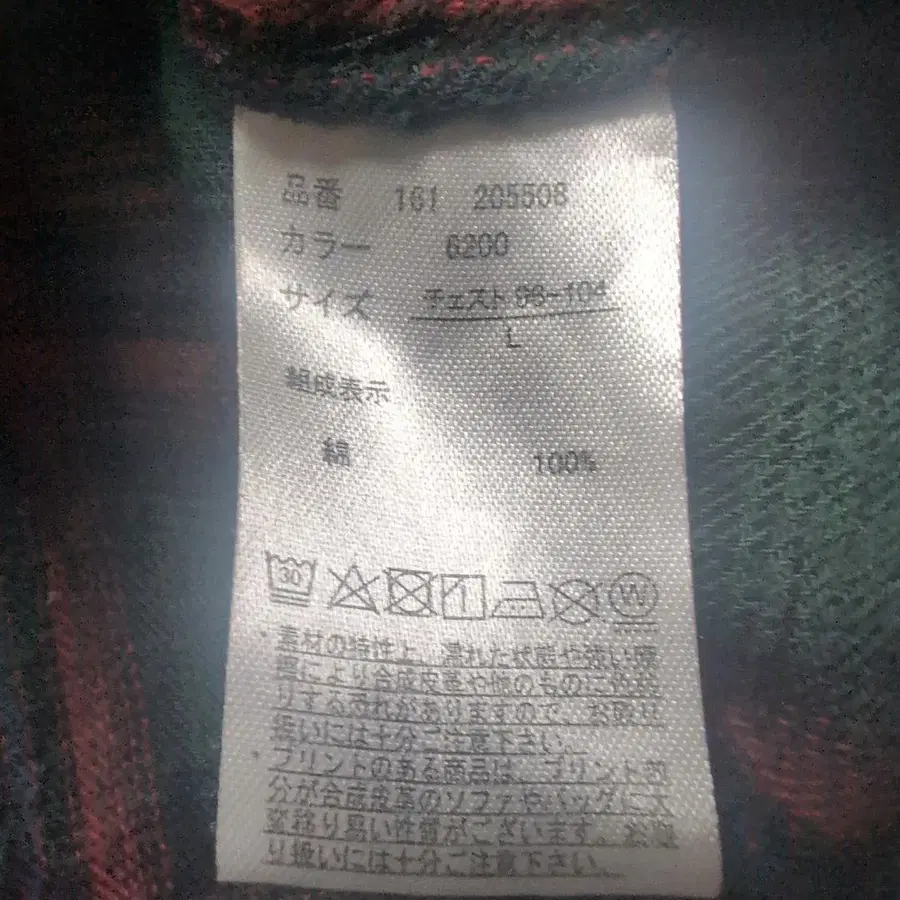 品番 161 205508
カラー 6200
サイズ チェスト 96-104
L
組成表示
綿 100%
30
W
・素材の特性上、濡れた状態や強い摩
擦により合成皮革や他のものに色移
りする恐れがありますので、お取り
扱いには十分ご注意下さい。
・プリントのある商品は、プリント部
分が合成皮革のソファやバッグに大
変移り易い性質がございます。お取
り扱いには十分ご注意下さい。